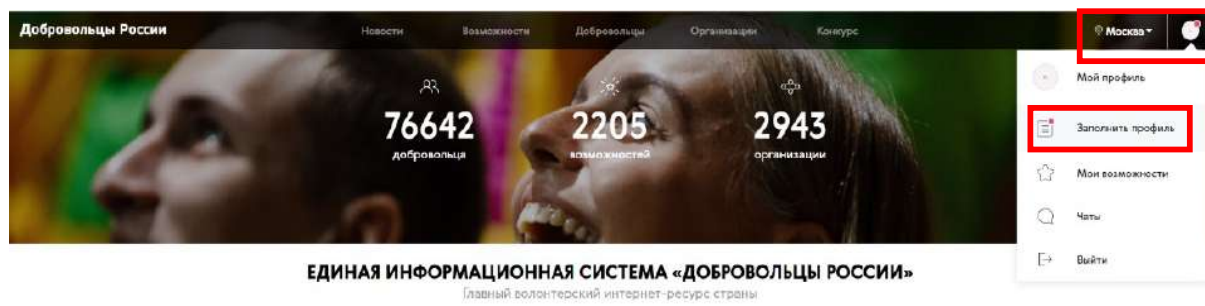 Добровольцы России
Новости Возможности Добровольцы Организации Конкурс
Москва
76642 2205 2943
добровольца возможностей организации
Мой профиль
Заполнить профиль
Мои возможности
Чаты
Выйти
ЕДИНАЯ ИНФОРМАЦИОННАЯ СИСТЕМА «ДОБРОВОЛЬЦЫ РОССИИ»
Главный волонтерский интернет-ресурс страны